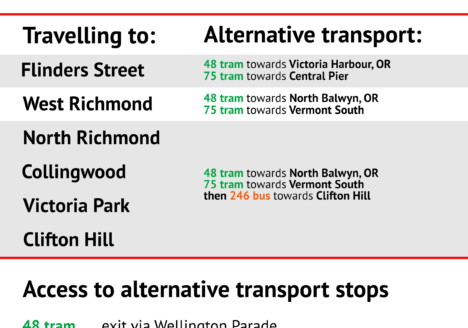 Travelling to:
Alternative transport:
Flinders Street
48 tram towards Victoria Harbour, OR
75 tram towards Central Pier
West Richmond
48 tram towards North Balwyn, OR
75 tram towards Vermont South
North Richmond
Collingwood
Victoria Park
Clifton Hill
48 tram towards North Balwyn, OR
75 tram towards Vermont South
then 246 bus towards Clifton Hill
Access to alternative transport stops
48 tram exit via Wellington Parade